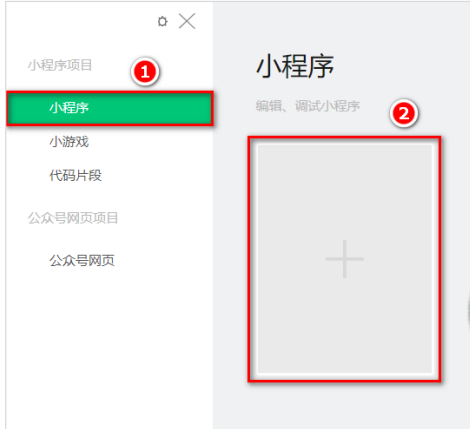 小程序项目
1
小程序
小游戏
代码片段
公众号网页项目
公众号网页
小程序
编辑、调试小程序
2